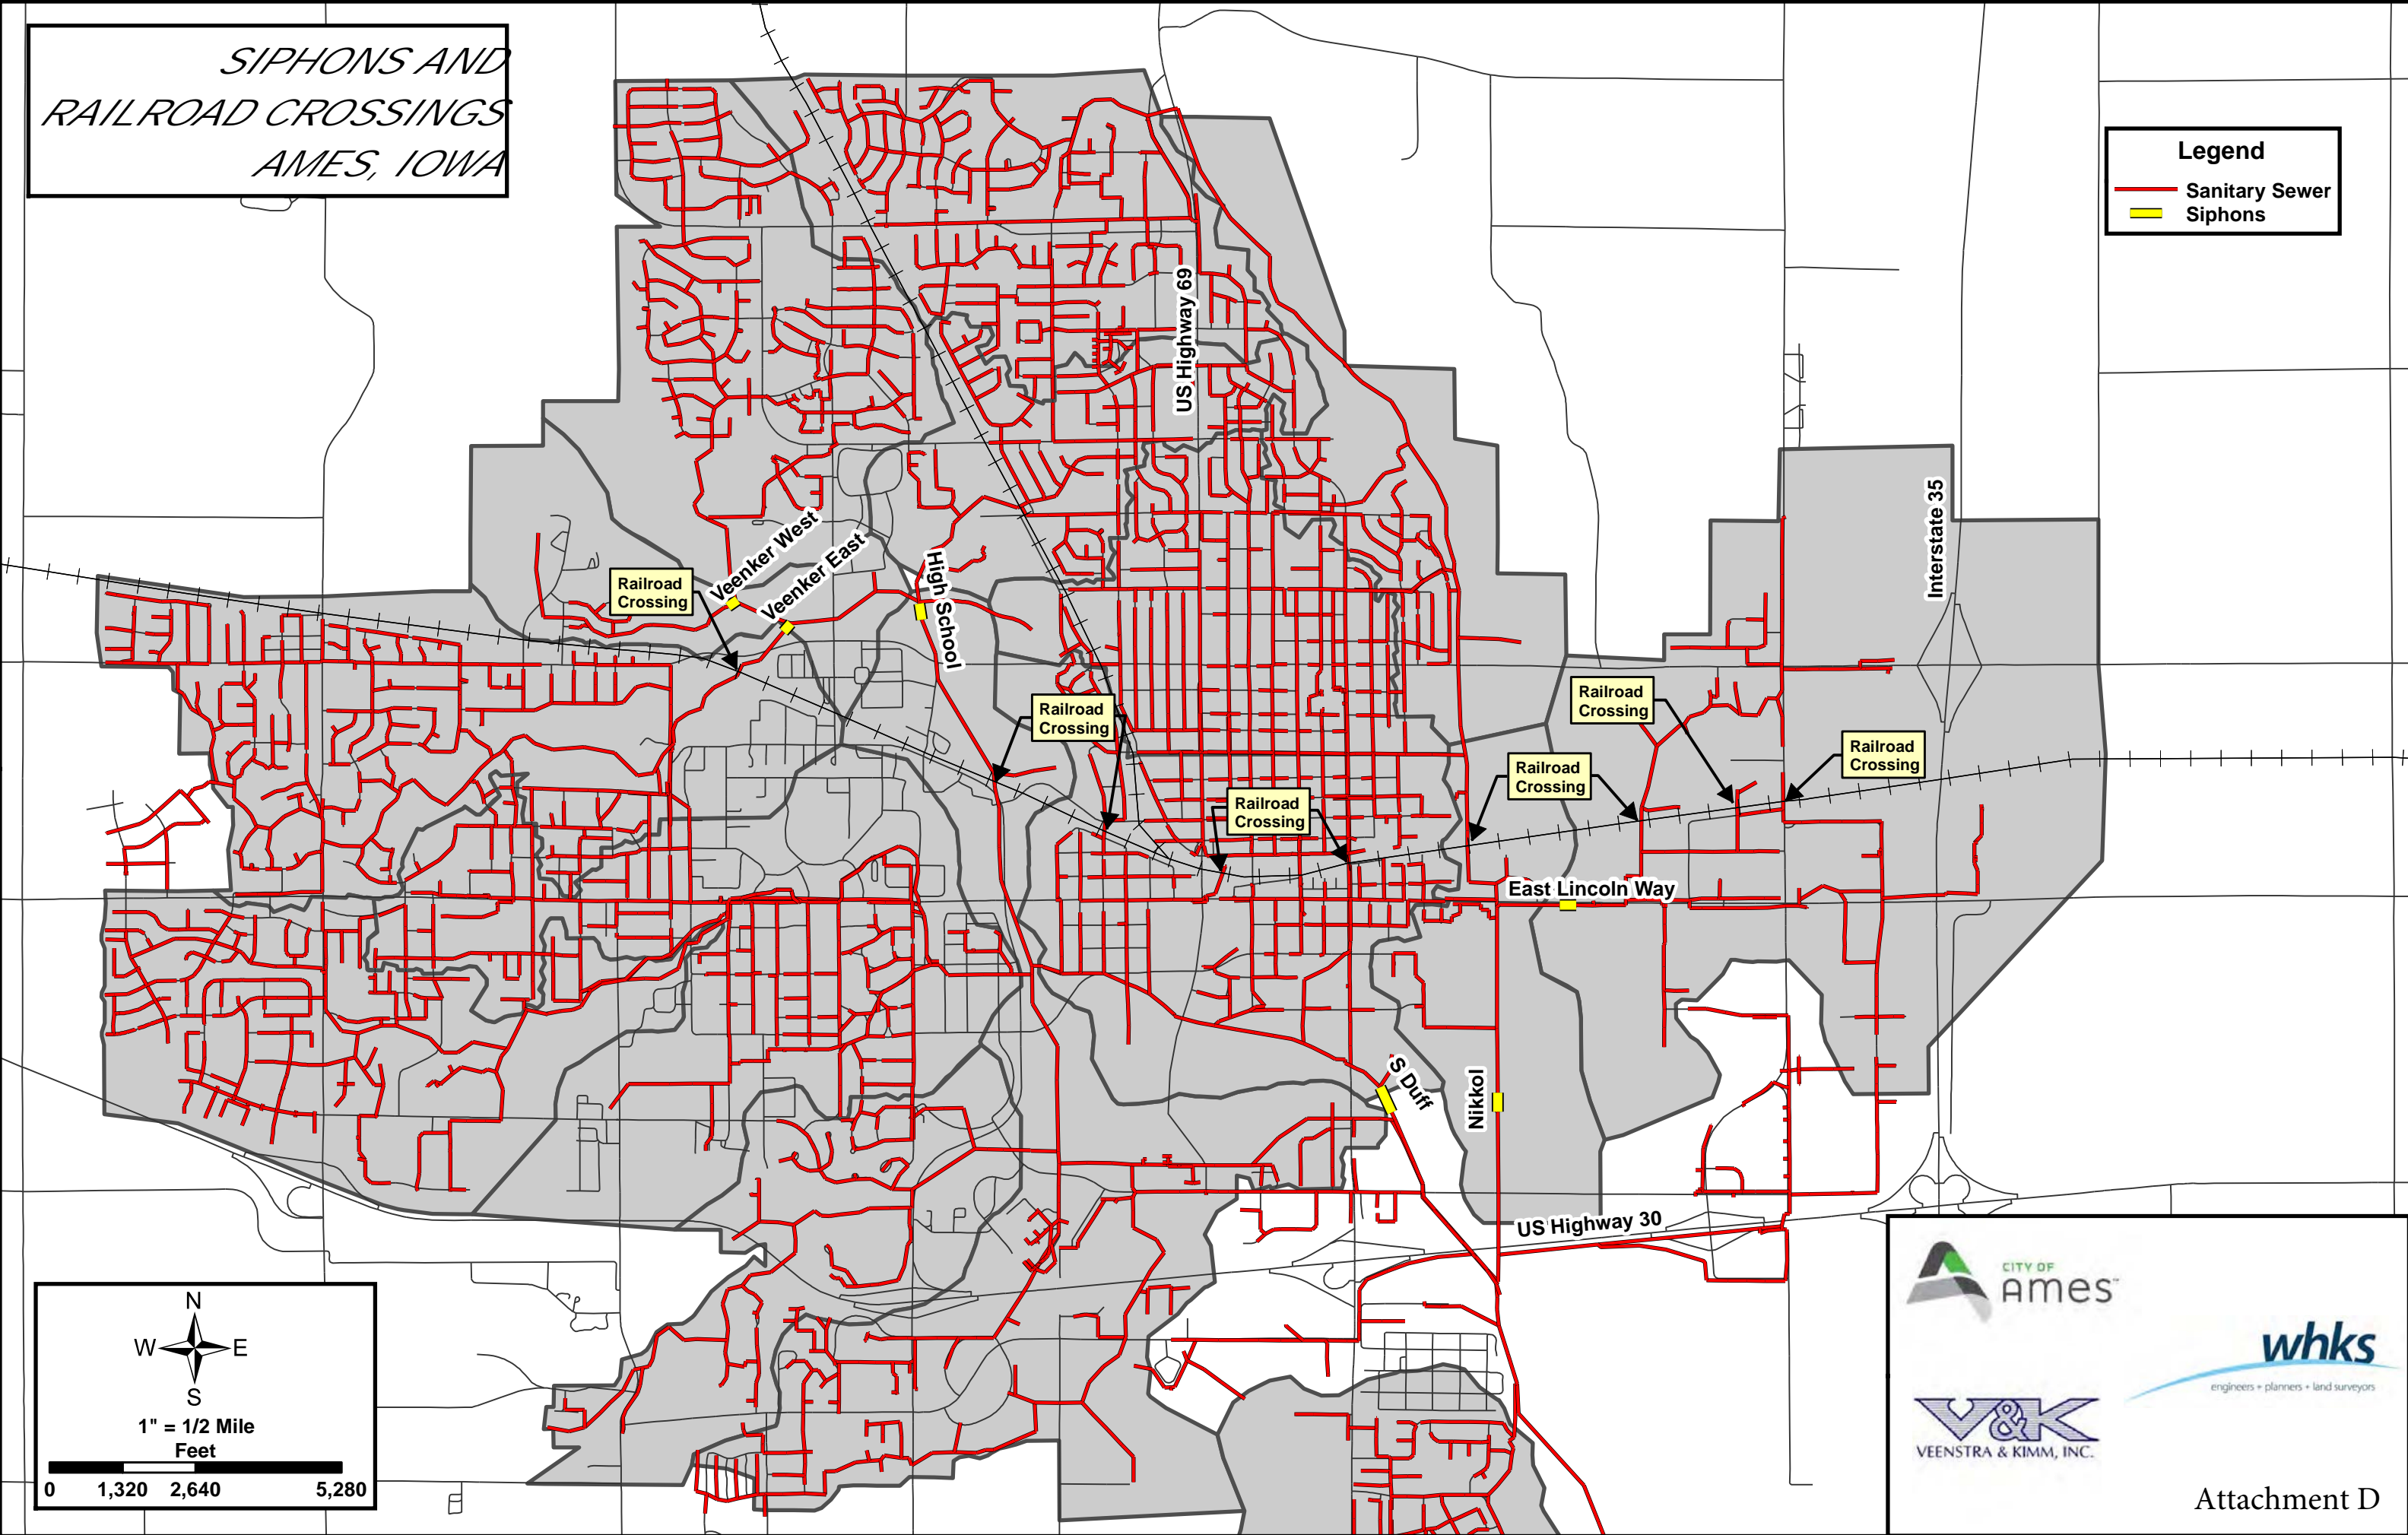 SIPHONS AND
RAILROAD CROSSINGS
AMES, IOWA
Legend
Sanitary Sewer
Siphons
US Highway 69
Interstate 35
Veenker West
Veenker East
High School
Railroad
Crossing
Railroad
Crossing
Railroad
Crossing
Railroad
Crossing
Railroad
Crossing
Railroad
Crossing
East Lincoln Way
S Duff
Nikkol
US Highway 30
N
W E
S
1" = 1/2 Mile
Feet
0 1,320 2,640 5,280
CITY OF
Ames™
whks
engineers + planners + land surveyors
V&K
VEENSTRA & KIMM, INC.
Attachment D